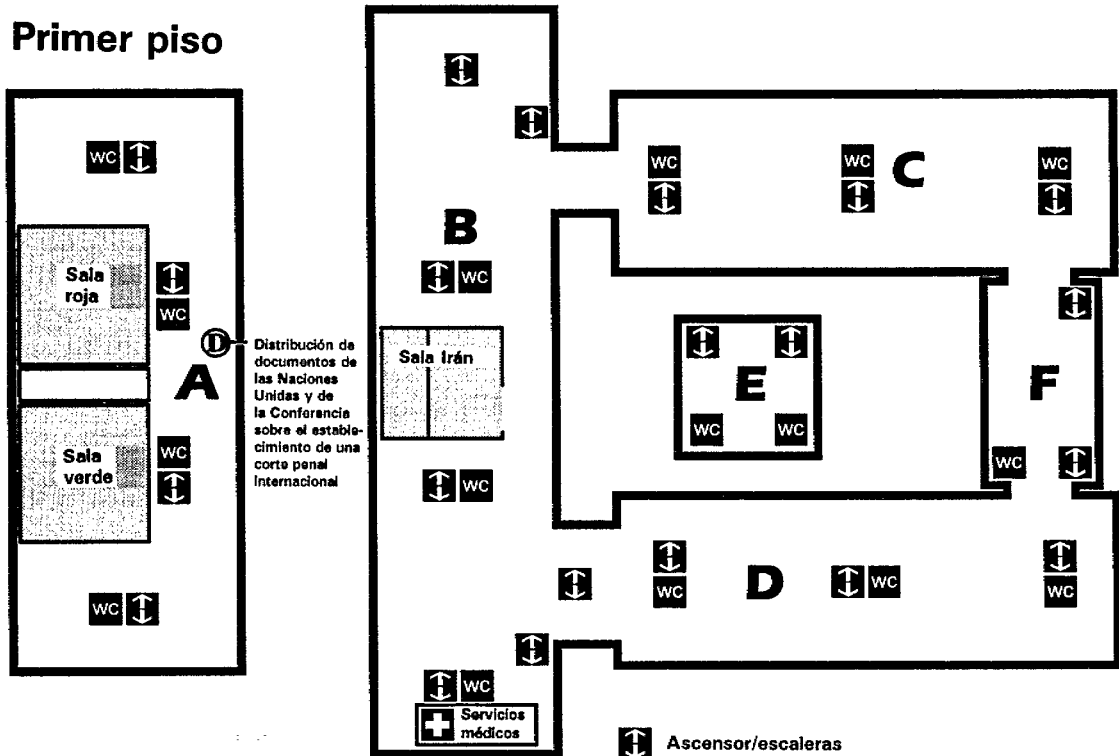 Primer piso
WC
Sala
roja
WC
A
D
Distribución de
documentos de
las Naciones
Unidas y de
la Conferencia
sobre el estable-
cimiento de una
corte penal
Internacional
Sala
verde
WC
WC
B
WC
Sala Irán
WC
WC
Servicios
médicos
WC
WC
C
WC
E
WC
WC
F
WC
WC
D
WC
WC
Ascensor/escaleras